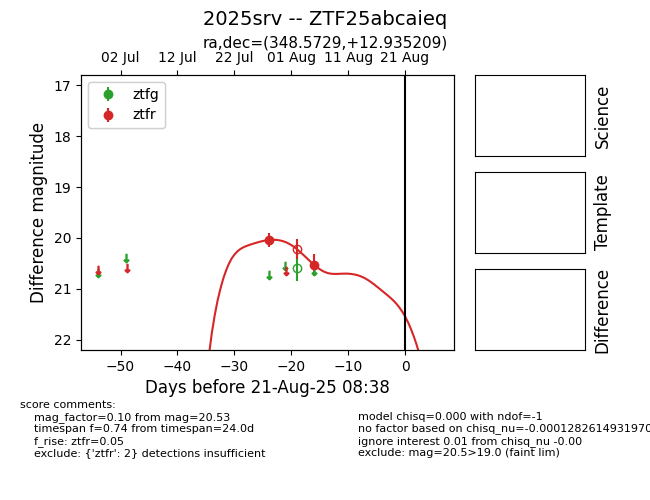 2025srv -- ZTF25abcaieq
ra,dec=(348.5729,+12.935209)
02 Jul 12 Jul 22 Jul 01 Aug 11 Aug 21 Aug
ztfg
ztfr
17
18
19
20
21
22
Difference magnitude
−50 −40 −30 −20 −10 0
Days before 21-Aug-25 08:38
Science
Template
Difference
score comments:
mag_factor=0.10 from mag=20.53
timespan f=0.74 from timespan=24.0d
f_rise: ztfr=0.05
exclude: {'ztfr': 2} detections insufficient
model chisq=0.000 with ndof=-1
no factor based on chisq_nu=-0.0001282614931970
ignore interest 0.01 from chisq_nu -0.00
exclude: mag=20.5>19.0 (faint lim)